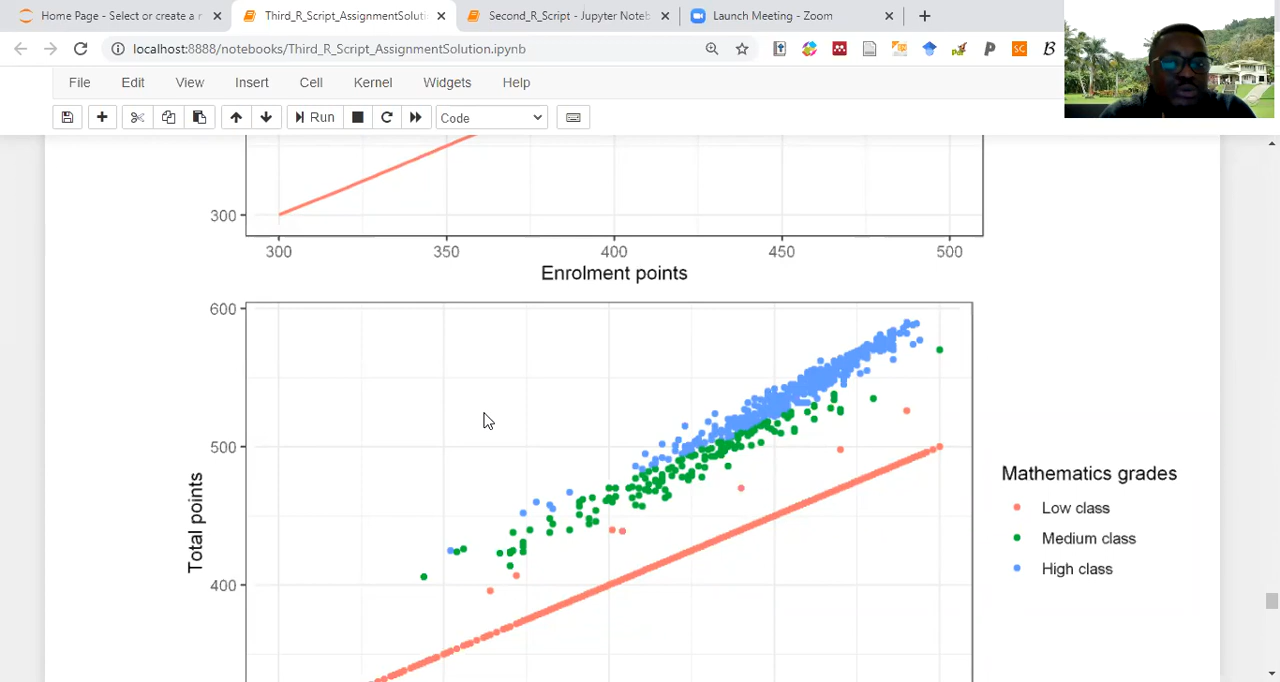 Home Page - Select or create a r
Third_R_Script_AssignmentSoluti
Second_R_Script - Jupyter Noteb
Launch Meeting - Zoom
localhost:8888/notebooks/Third_R_Script_AssignmentSolution.ipynb
SC
File Edit View Insert Cell Kernel Widgets Help
Run
Code
300
300 350 400 450 500
Enrolment points
600
500
400
Total points
Mathematics grades
Low class
Medium class
High class